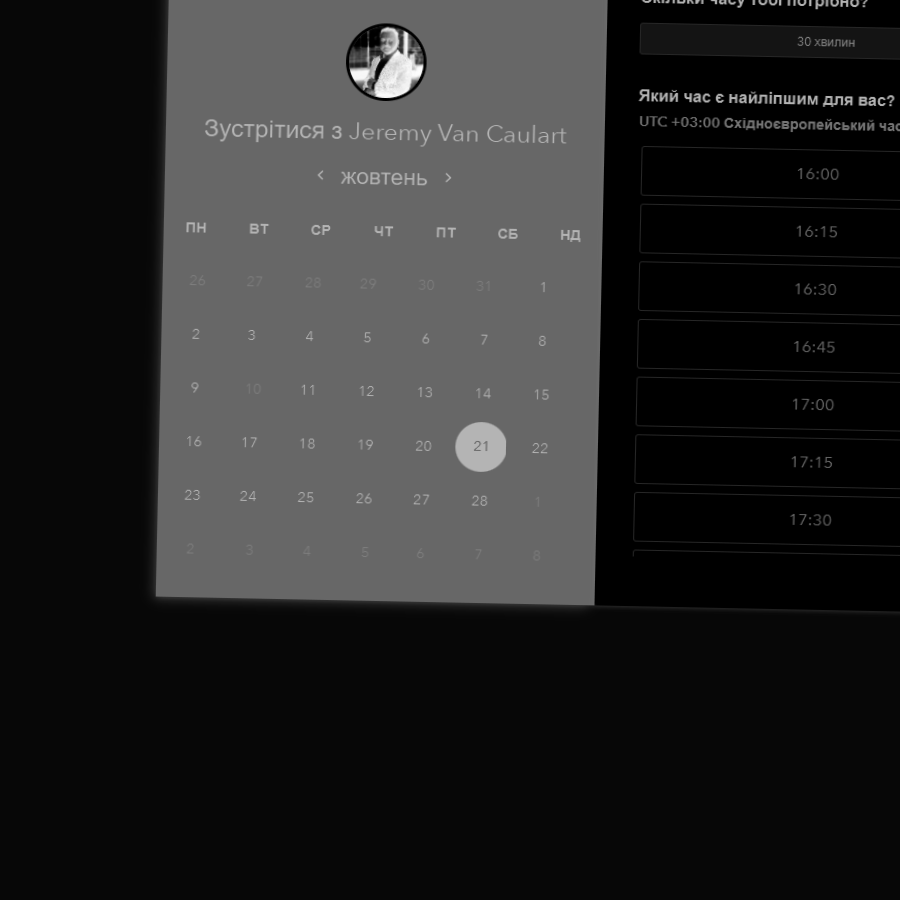 Зустрітися з Jeremy Van Caulart
‹ жовтень ›
ПН ВТ СР ЧТ ПТ СБ НД
26 27 28 29 30 31 1
2 3 4 5 6 7 8
9 10 11 12 13 14 15
16 17 18 19 20 21 22
23 24 25 26 27 28 1
2 3 4 5 6 7 8
Скільки часу тобі потрібно?
30 хвилин
Який час є найліпшим для вас?
UTC +03:00 Східноєвропейський час
16:00
16:15
16:30
16:45
17:00
17:15
17:30